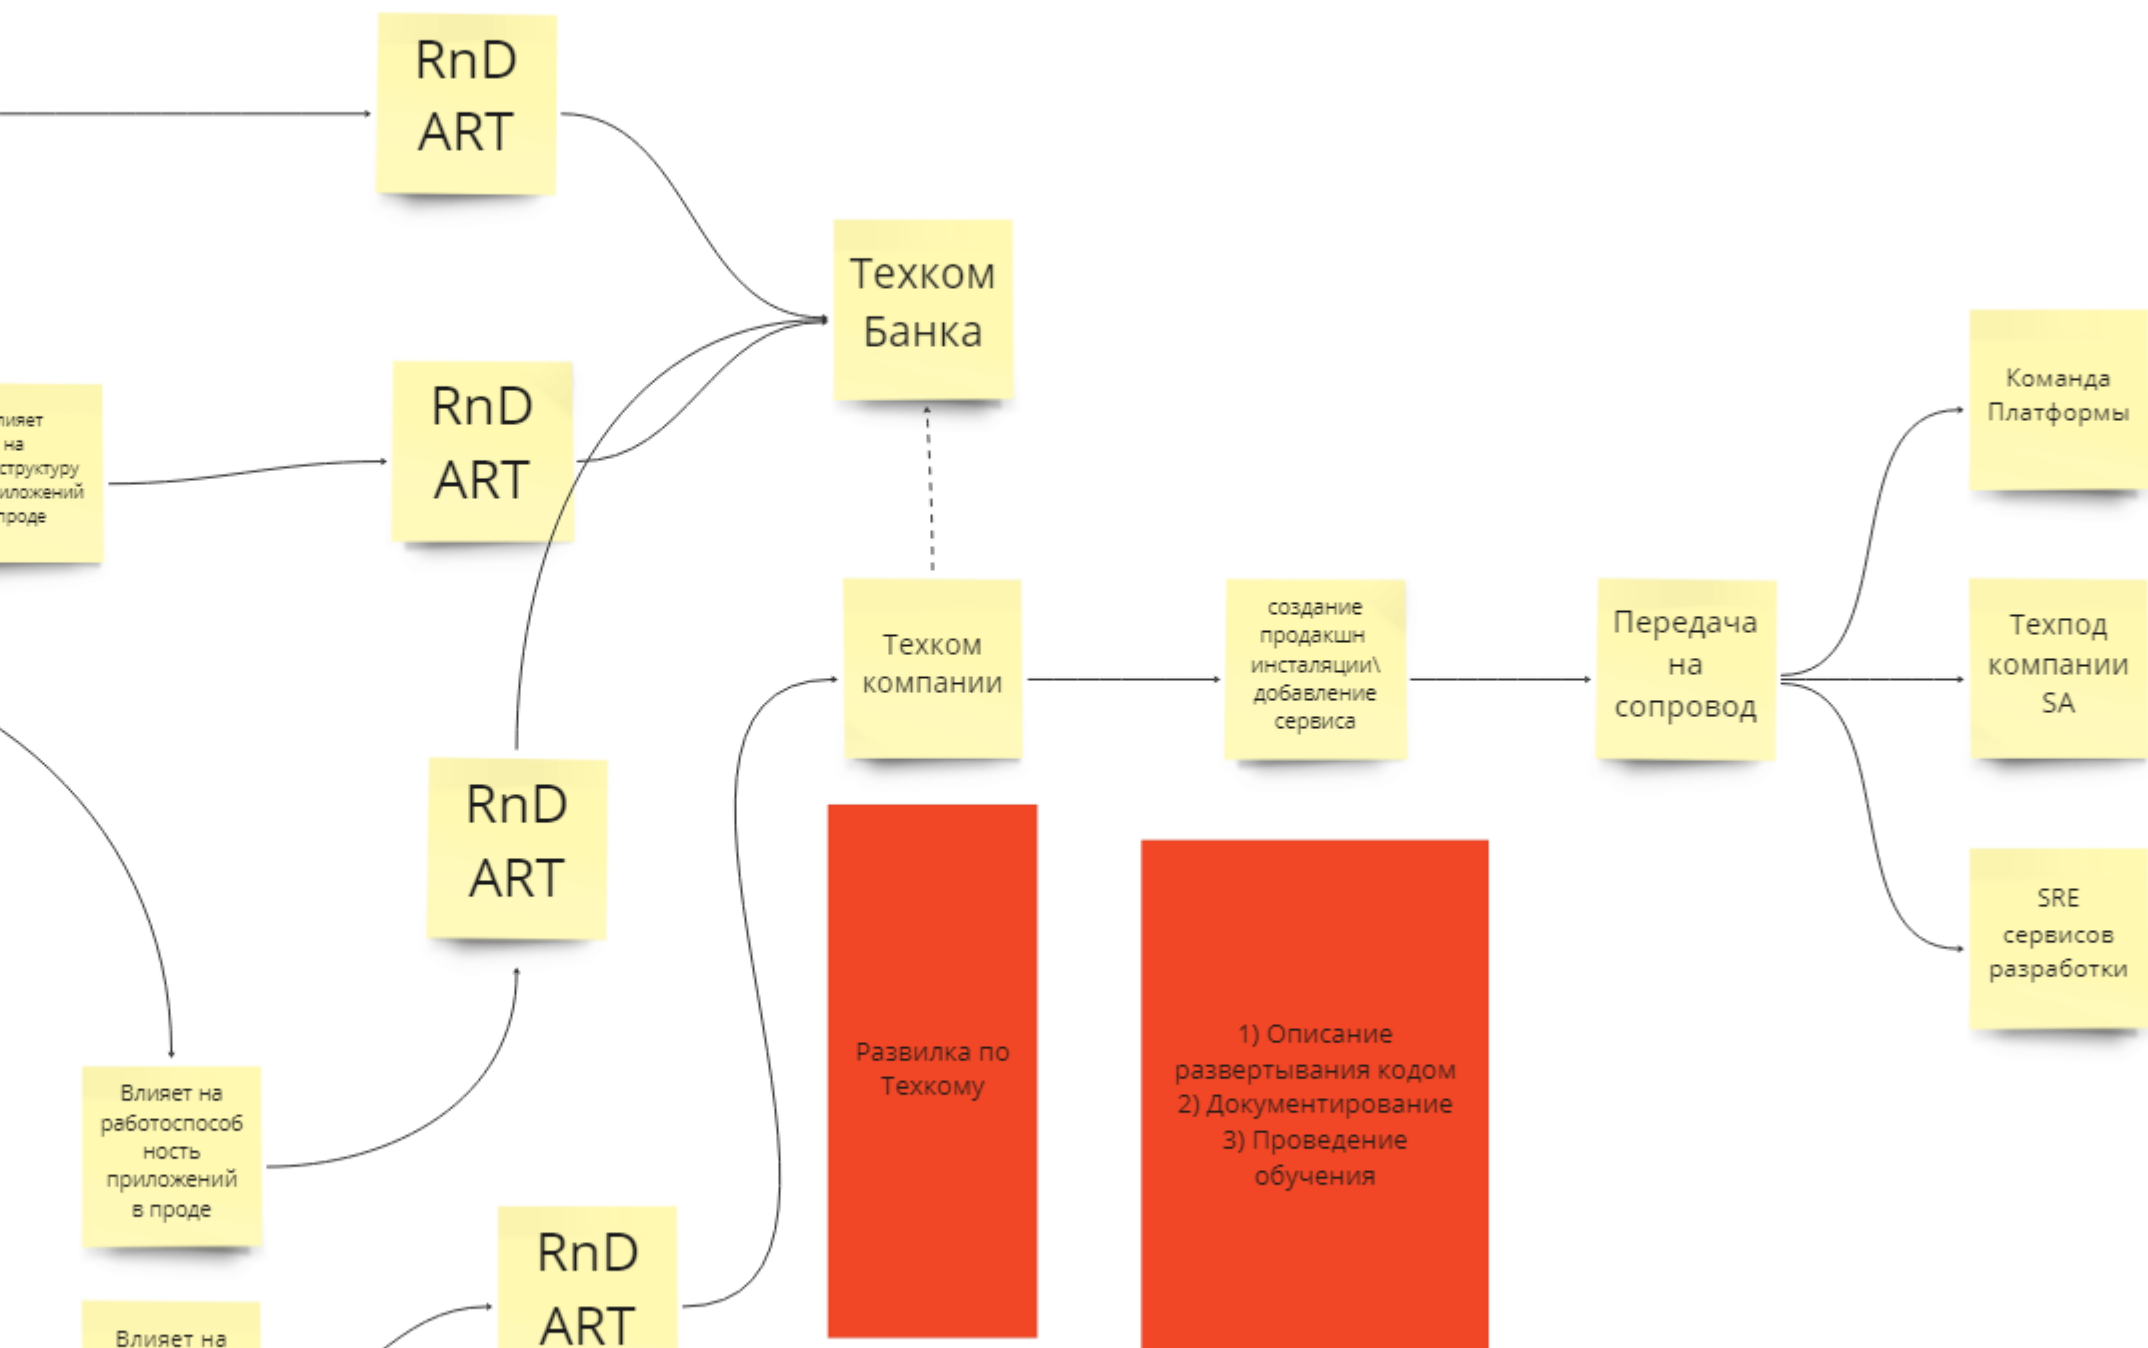 RnD
ART
Техком
Банка
RnD
ART
на
Команда
Платформы
Техком
компании
создание
продакшн
инсталяции\
добавление
сервиса
Передача
на
сопровод
Техпод
компании
SA
RnD
ART
SRE
сервисов
разработки
Развилка по
Техкому
1) Описание
развертывания кодом
2) Документирование
3) Проведение
обучения
Влияет на
работоспособ
ность
приложений
в проде
RnD
ART
Влияет на